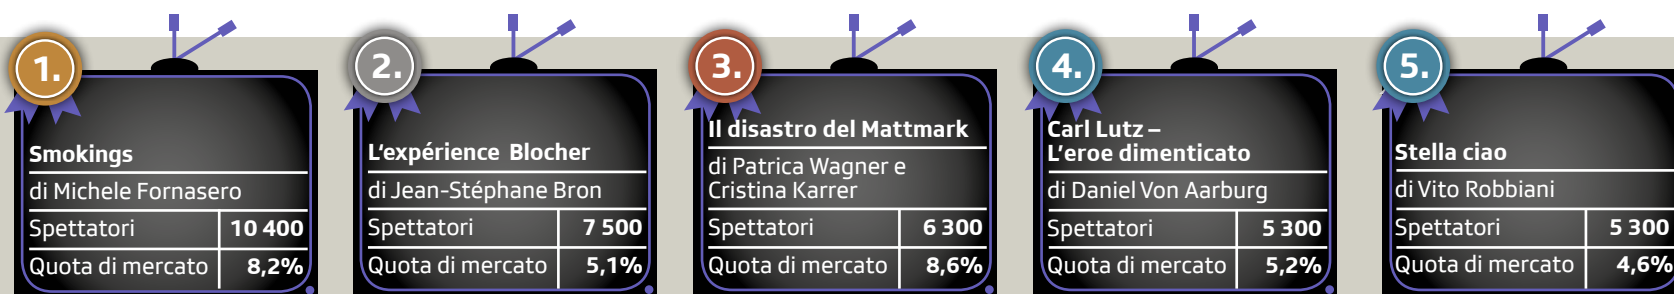 1.
Smokings
di Michele Fornasero
Spettatori 10 400
Quota di mercato 8,2%
2.
L'expérience Blocher
di Jean-Stéphane Bron
Spettatori 7 500
Quota di mercato 5,1%
3.
Il disastro del Mattmark
di Patrica Wagner e
Cristina Karrer
Spettatori 6 300
Quota di mercato 8,6%
4.
Carl Lutz –
L'eroe dimenticato
di Daniel Von Aarburg
Spettatori 5 300
Quota di mercato 5,2%
5.
Stella ciao
di Vito Robbiani
Spettatori 5 300
Quota di mercato 4,6%